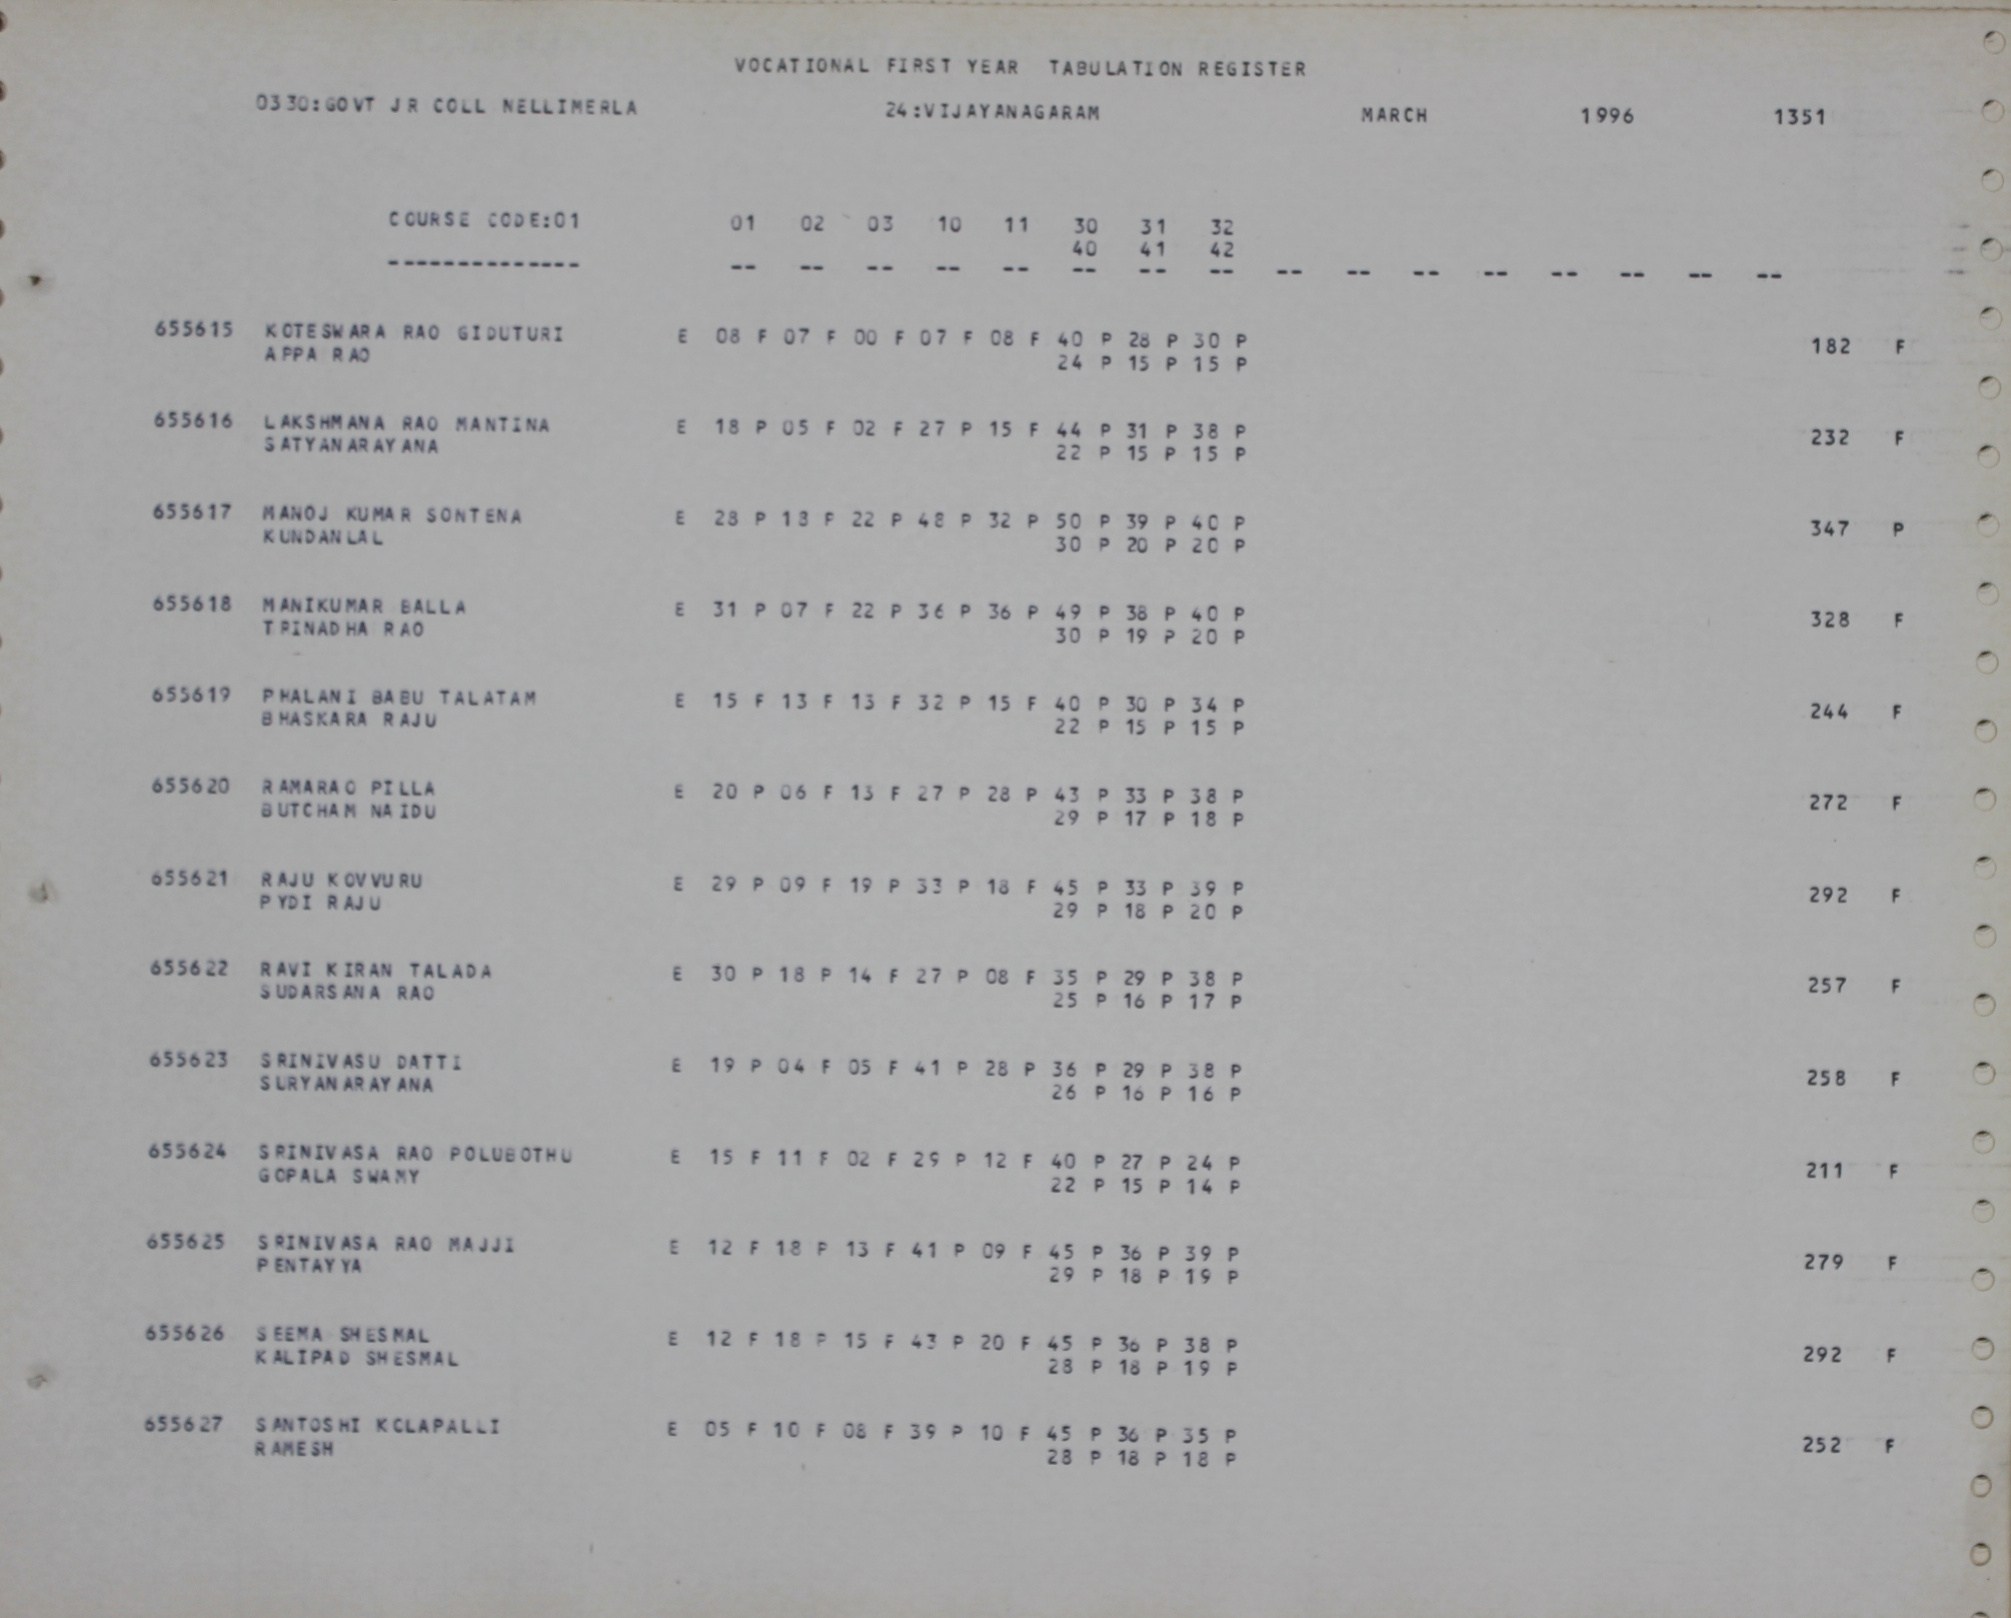 VOCATIONAL FIRST YEAR TABULATION REGISTER
0330:GOVT JR COLL NELLIMERLA 24:VIJAYANAGARAM MARCH 1996 1351
COURSE CODE:01 01 02 03 10 11 30 31 32
40 41 42
-------------- -- -- -- -- -- -- -- -- -- -- -- -- -- -- -- --
655615 KOTESWARA RAO GIDUTURI E 08 F 07 F 00 F 07 F 08 F 40 P 28 P 30 P 182 F
APPA RAO 24 P 15 P 15 P
655616 LAKSHMANA RAO MANTINA E 18 P 05 F 02 F 27 P 15 F 44 P 31 P 38 P 232 F
SATYANARAYANA 22 P 15 P 15 P
655617 MANOJ KUMAR SONTENA E 28 P 18 P 22 P 48 P 32 P 50 P 39 P 40 P 347 P
KUNDANLAL 30 P 20 P 20 P
655618 MANIKUMAR BALLA E 31 P 07 F 22 P 36 P 36 P 49 P 38 P 40 P 328 F
TRINADHA RAO 30 P 19 P 20 P
655619 PHALANI BABU TALATAM E 15 F 13 F 13 F 32 P 15 F 40 P 30 P 34 P 244 F
BHASKARA RAJU 22 P 15 P 15 P
655620 RAMARAO PILLA E 20 P 06 F 13 F 27 P 28 P 43 P 33 P 38 P 272 F
BUTCHAM NAIDU 29 P 17 P 18 P
655621 RAJU KOVVURU E 29 P 09 F 19 P 33 P 18 F 45 P 33 P 39 P 292 F
PYDI RAJU 29 P 18 P 20 P
655622 RAVI KIRAN TALADA E 30 P 18 P 14 F 27 P 08 F 35 P 29 P 38 P 257 F
SUDARSANA RAO 25 P 16 P 17 P
655623 SRINIVASU DATTI E 19 P 04 F 05 F 41 P 28 P 36 P 29 P 38 P 258 F
SURYANARAYANA 26 P 16 P 16 P
655624 SRINIVASA RAO POLUBOTHU E 15 F 11 F 02 F 29 P 12 F 40 P 27 P 24 P 211 F
GOPALA SWAMY 22 P 15 P 14 P
655625 SRINIVASA RAO MAJJI E 12 F 18 P 13 F 41 P 09 F 45 P 36 P 39 P 279 F
PENTAYYA 29 P 18 P 19 P
655626 SEEMA SHESMAL E 12 F 18 P 15 F 43 P 20 F 45 P 36 P 38 P 292 F
KALIPAD SHESMAL 28 P 18 P 19 P
655627 SANTOSHI KOLAPALLI E 05 F 10 F 08 F 39 P 10 F 45 P 36 P 35 P 252 F
RAMESH 28 P 18 P 18 P